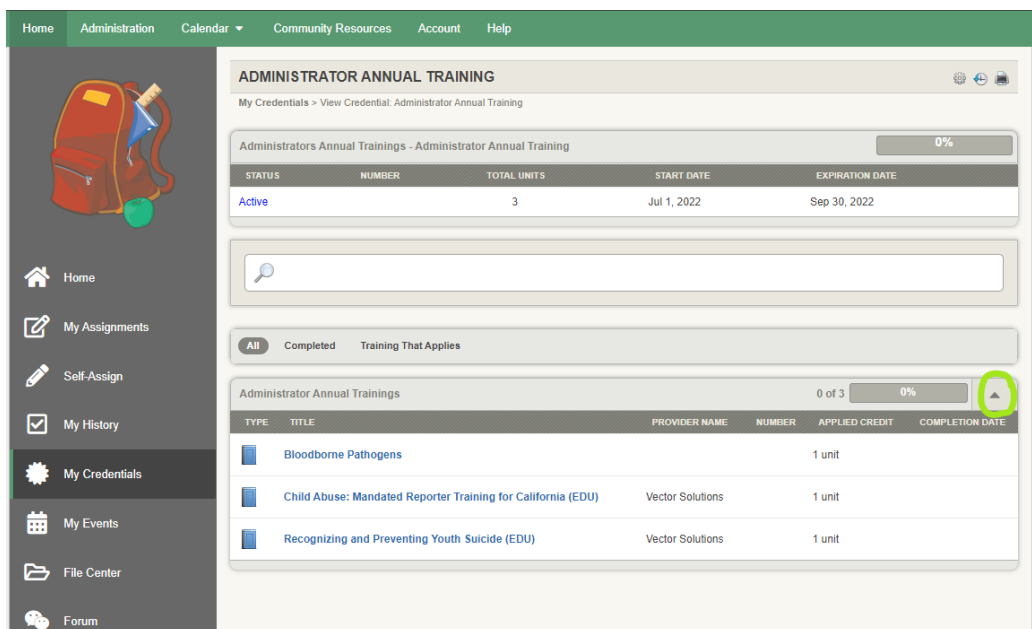 Home Administration Calendar Community Resources Account Help
ADMINISTRATOR ANNUAL TRAINING
My Credentials > View Credential: Administrator Annual Training
Administrators Annual Trainings - Administrator Annual Training 0%
STATUS NUMBER TOTAL UNITS START DATE EXPIRATION DATE
Active 3 Jul 1, 2022 Sep 30, 2022
Home
My Assignments
Self-Assign
My History
My Credentials
My Events
File Center
Forum
All Completed Training That Applies
Administrator Annual Trainings 0 of 3 0%
TYPE TITLE PROVIDER NAME NUMBER APPLIED CREDIT COMPLETION DATE
Bloodborne Pathogens 1 unit
Child Abuse: Mandated Reporter Training for California (EDU) Vector Solutions 1 unit
Recognizing and Preventing Youth Suicide (EDU) Vector Solutions 1 unit